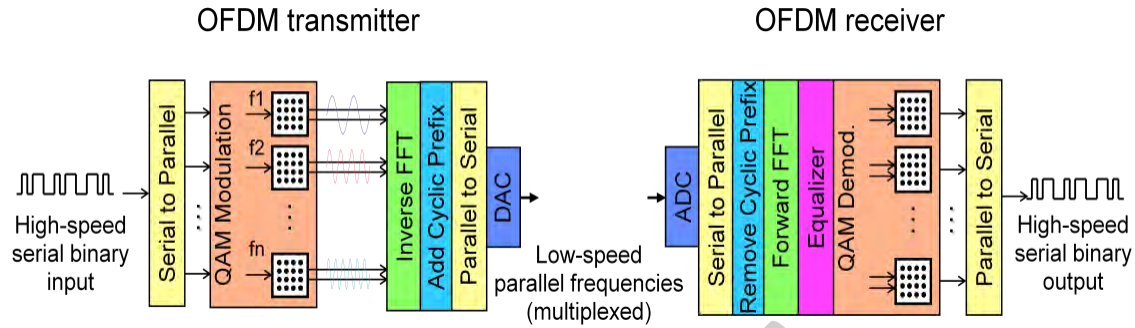 OFDM transmitter
High-speed
serial binary
input
Serial to Parallel
QAM Modulation
f1
f2
fn
Inverse FFT
Add Cyclic Prefix
Parallel to Serial
DAC
Low-speed
parallel frequencies
(multiplexed)
OFDM receiver
ADC
Serial to Parallel
Remove Cyclic Prefix
Forward FFT
Equalizer
QAM Demod.
Parallel to Serial
High-speed
serial binary
output